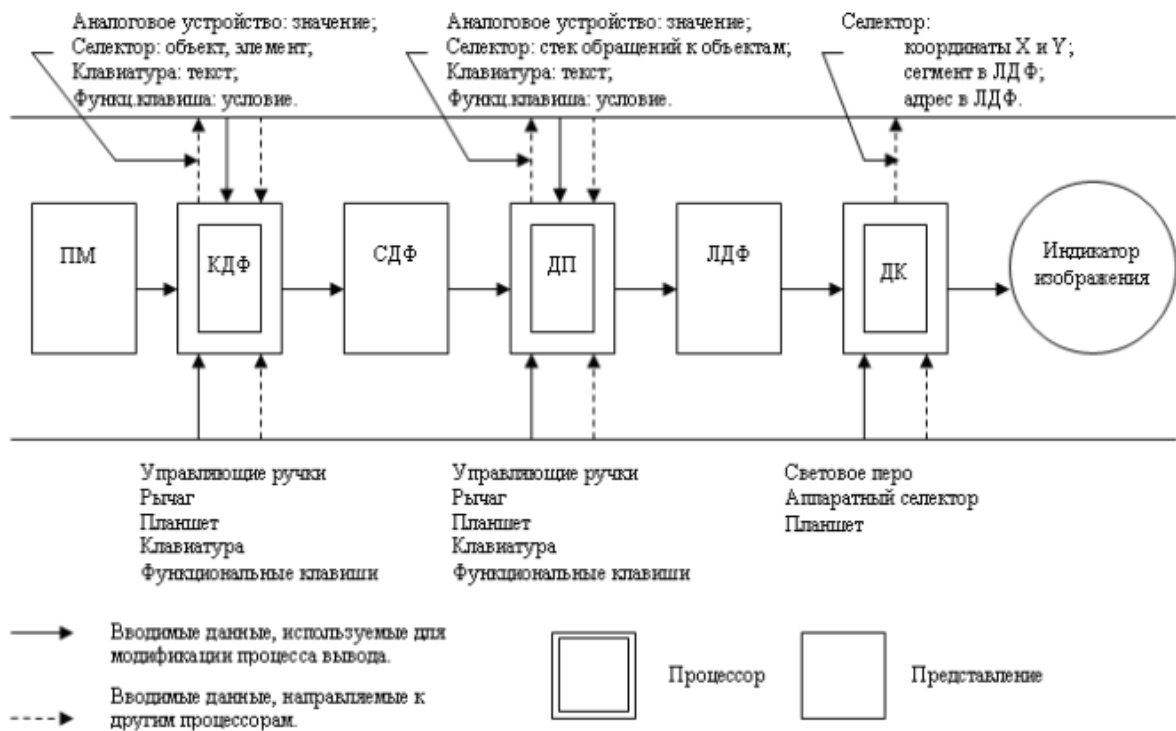 Аналоговое устройство: значение;
Селектор: объект, элемент;
Клавиатура: текст;
Функц.клавиша: условие.
Аналоговое устройство: значение;
Селектор: стек обращений к объектам;
Клавиатура: текст;
Функц.клавиша: условие.
Селектор:
координаты X и Y;
сегмент в ЛДФ;
адрес в ЛДФ.
ПМ
КДФ
СДФ
ДП
ЛДФ
ДК
Индикатор
изображения
Управляющие ручки
Рычаг
Планшет
Клавиатура
Функциональные клавиши
Управляющие ручки
Рычаг
Планшет
Клавиатура
Функциональные клавиши
Световое перо
Аппаратный селектор
Планшет
Вводимые данные, используемые для
модификации процесса вывода.
Вводимые данные, направляемые к
другим процессорам.
Процессор
Представление